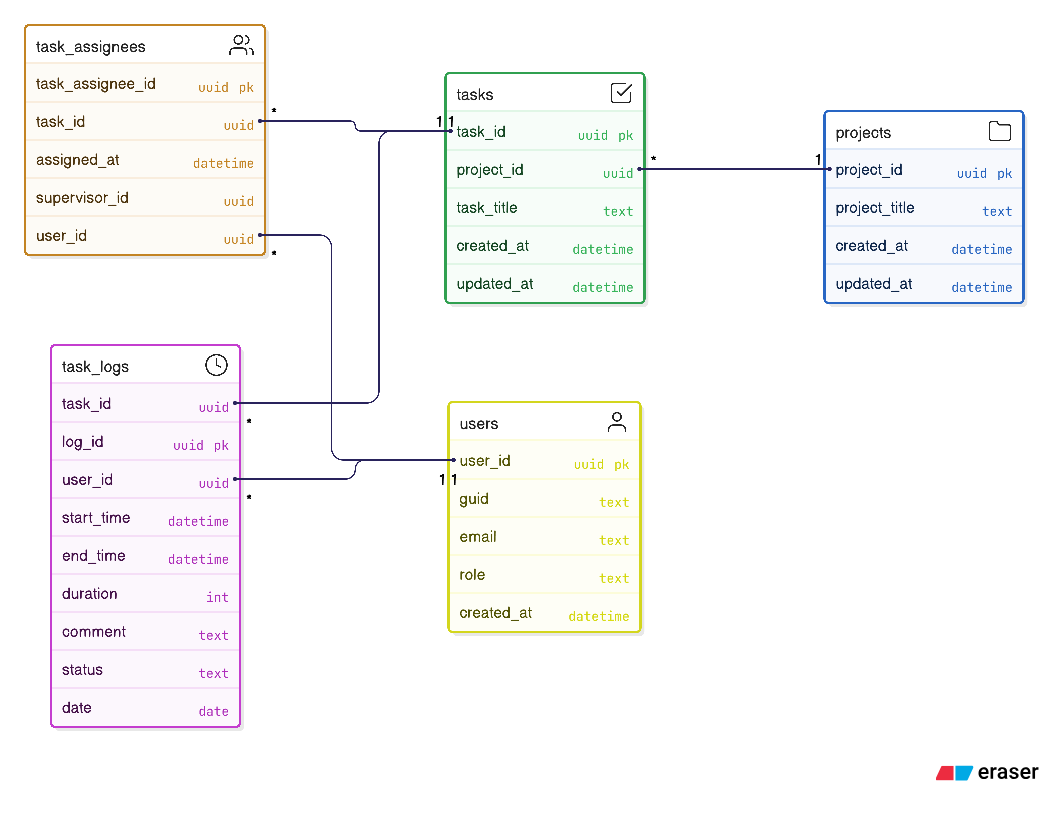 task_assignees
task_assignee_id uuid pk
task_id uuid
assigned_at datetime
supervisor_id uuid
user_id uuid
*
*
tasks
1 1
task_id uuid pk
project_id uuid
task_title text
created_at datetime
updated_at datetime
*
1
projects
project_id uuid pk
project_title text
created_at datetime
updated_at datetime
task_logs
task_id uuid
log_id uuid pk
user_id uuid
start_time datetime
end_time datetime
duration int
comment text
status text
date date
*
*
users
user_id uuid pk
1 1
guid text
email text
role text
created_at datetime
eraser